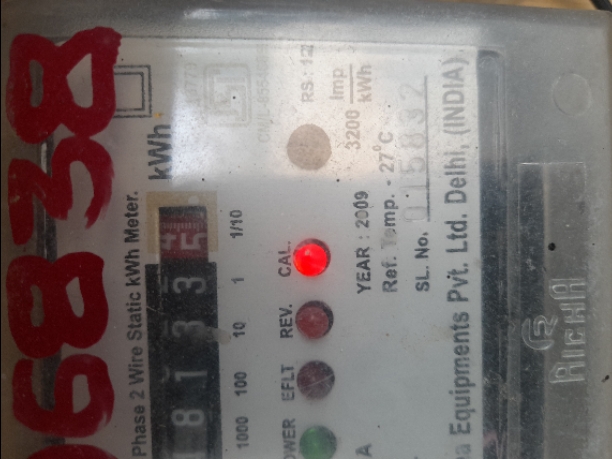 6838
Phase 2 Wire Static kWh Meter.
kWh
8 1 3 3 5
1000 100 10 1 1/10
OWER EFLT REV. CAL.
RS : 12
3200 Imp
kWh
YEAR : 2009
Ref. Temp. - 27°C
SL. No.
Equipments Pvt. Ltd. Delhi, (INDIA)
RICHA